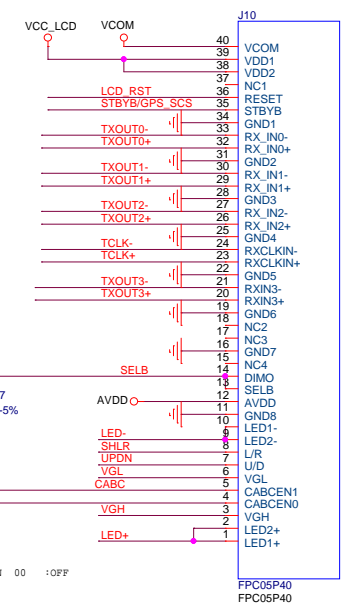 J10
VCC_LCD VCOM
40 VCOM
39 VDD1
38 VDD2
37 NC1
LCD_RST 36 RESET
STBYB/GPS_SCS 35 STBYB
34 GND1
TXOUT0- 33 RX_IN0-
TXOUT0+ 32 RX_IN0+
31 GND2
TXOUT1- 30 RX_IN1-
TXOUT1+ 29 RX_IN1+
28 GND3
TXOUT2- 27 RX_IN2-
TXOUT2+ 26 RX_IN2+
25 GND4
TCLK- 24 RXCLKIN-
TCLK+ 23 RXCLKIN+
22 GND5
TXOUT3- 21 RXIN3-
TXOUT3+ 20 RXIN3+
19 GND6
18 NC2
17 NC3
16 GND7
15 NC4
SELB 14 DIMO
7 13 SELB
-5% AVDD 12 AVDD
11 GND8
10 LED1-
LED- 9 LED2-
SHLR 8 L/R
UPDN 7 U/D
VGL 6 VGL
CABC 5 CABCEN1
4 CABCEN0
VGH 3 VGH
2 LED2+
LED+ 1 LED1+
00 :OFF
FPC05P40
FPC05P40